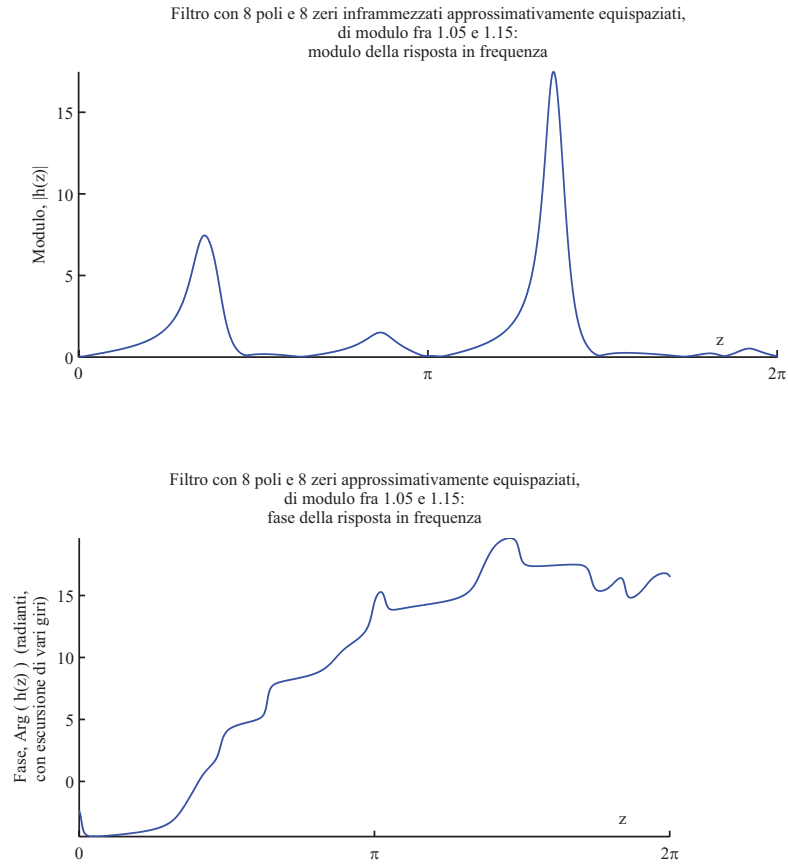 Filtro con 8 poli e 8 zeri inframmezzati approssimativamente equispaziati,
di modulo fra 1.05 e 1.15:
modulo della risposta in frequenza
Modulo, |h(z)|
15
10
5
0
z
0
π
2π
Filtro con 8 poli e 8 zeri approssimativamente equispaziati,
di modulo fra 1.05 e 1.15:
fase della risposta in frequenza
Fase, Arg ( h(z) ) (radianti,
con escursione di vari giri)
15
10
5
0
z
0
π
2π